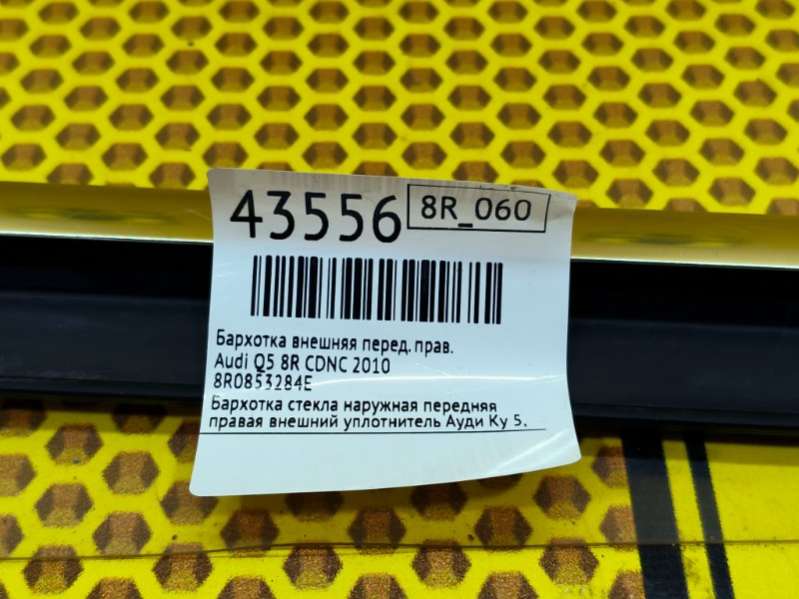 43556 8R_060
Бархотка внешняя перед. прав.
Audi Q5 8R CDNC 2010
8R0853284E
Бархотка стекла наружная передняя
правая внешний уплотнитель Ауди Ку 5.